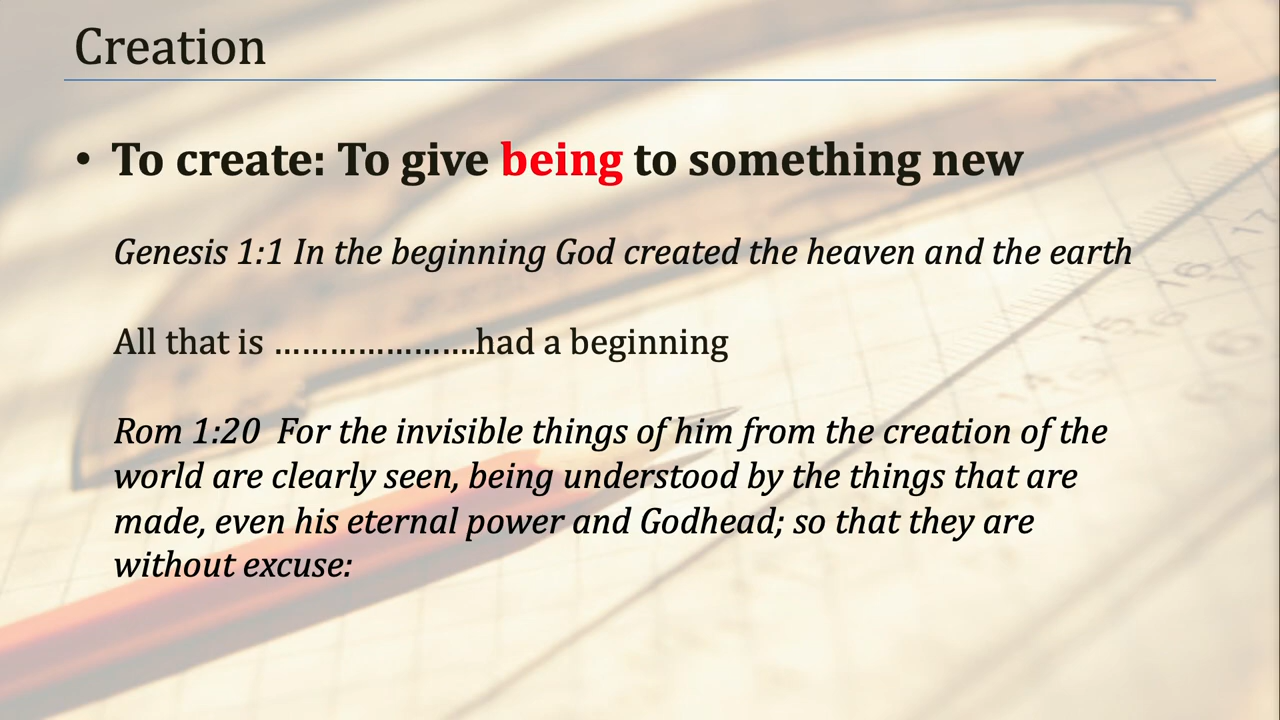 Creation
• To create: To give being to something new
Genesis 1:1 In the beginning God created the heaven and the earth
All that is ......................had a beginning
Rom 1:20  For the invisible things of him from the creation of the
world are clearly seen, being understood by the things that are
made, even his eternal power and Godhead; so that they are
without excuse: